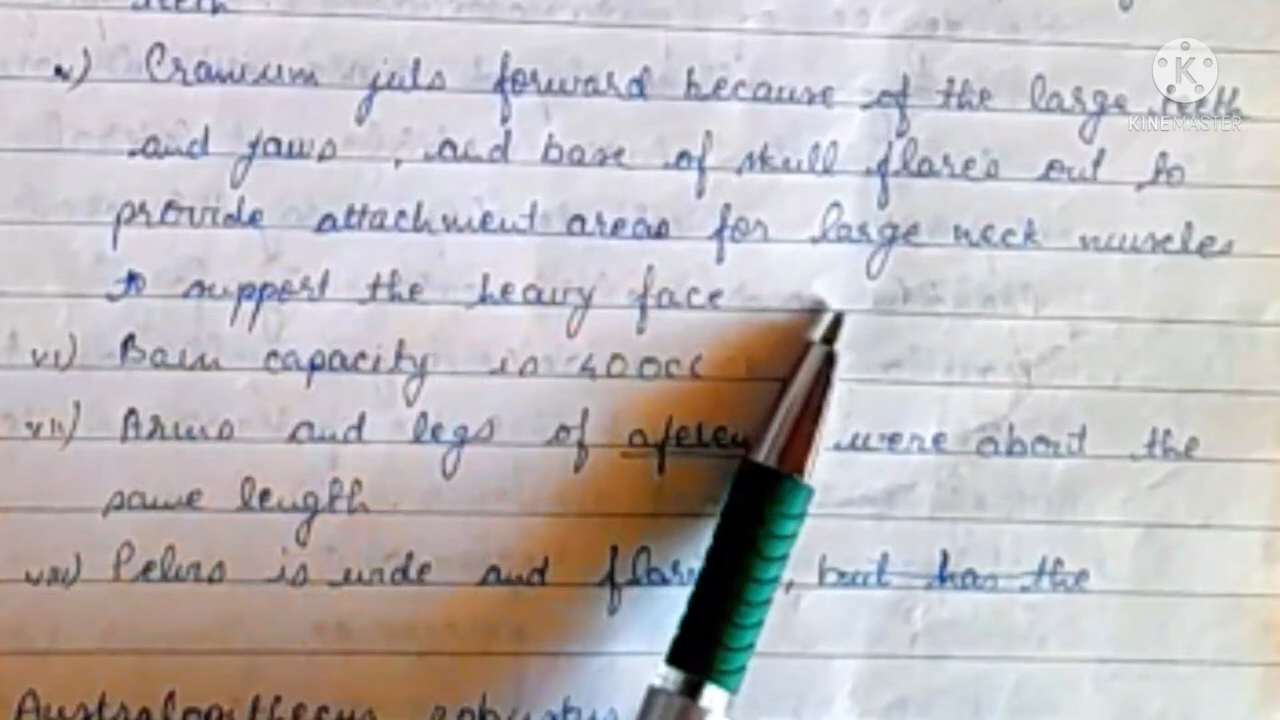 teeth
v) Cranium juts forward because of the large teeth
KINEMASTER
and jaws, and base of skull flares out to
provide attachment areas for large neck muscles
to support the heavy face
vi) Bain capacity is 400cc
vii) Arms and legs of were about the
same length
viii) Pelvis is wide and , but has the
Australopithecus robustus